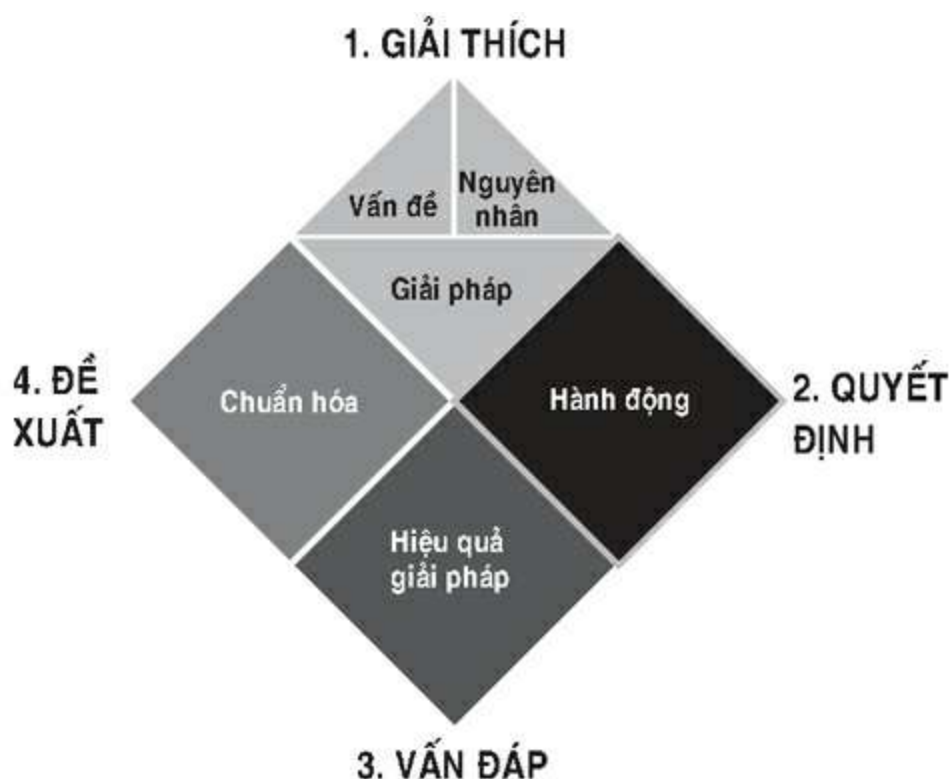 1. GIẢI THÍCH
Vấn đề
Nguyên
nhân
Giải pháp
4. ĐỀ
XUẤT
Chuẩn hóa
Hành động
2. QUYẾT
ĐỊNH
Hiệu quả
giải pháp
3. VẤN ĐÁP